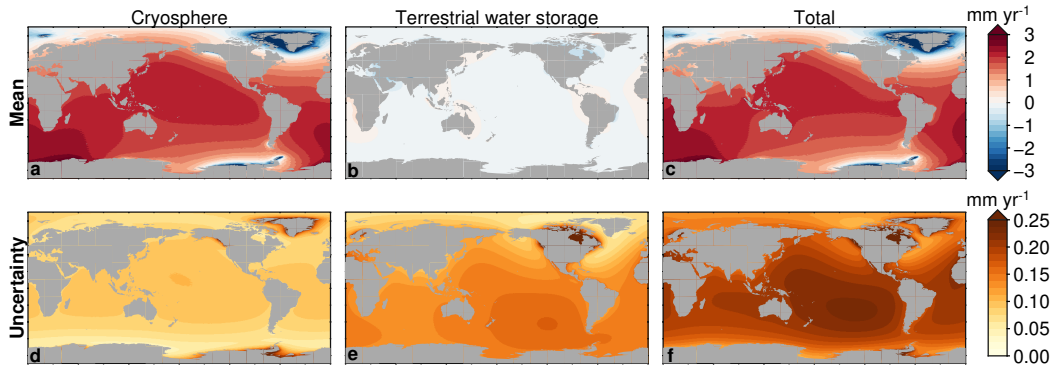 Cryosphere Terrestrial water storage Total mm yr⁻¹
Mean
a b c
3
2
1
0
−1
−2
−3
mm yr⁻¹
Uncertainty
d e f
0.25
0.20
0.15
0.10
0.05
0.00